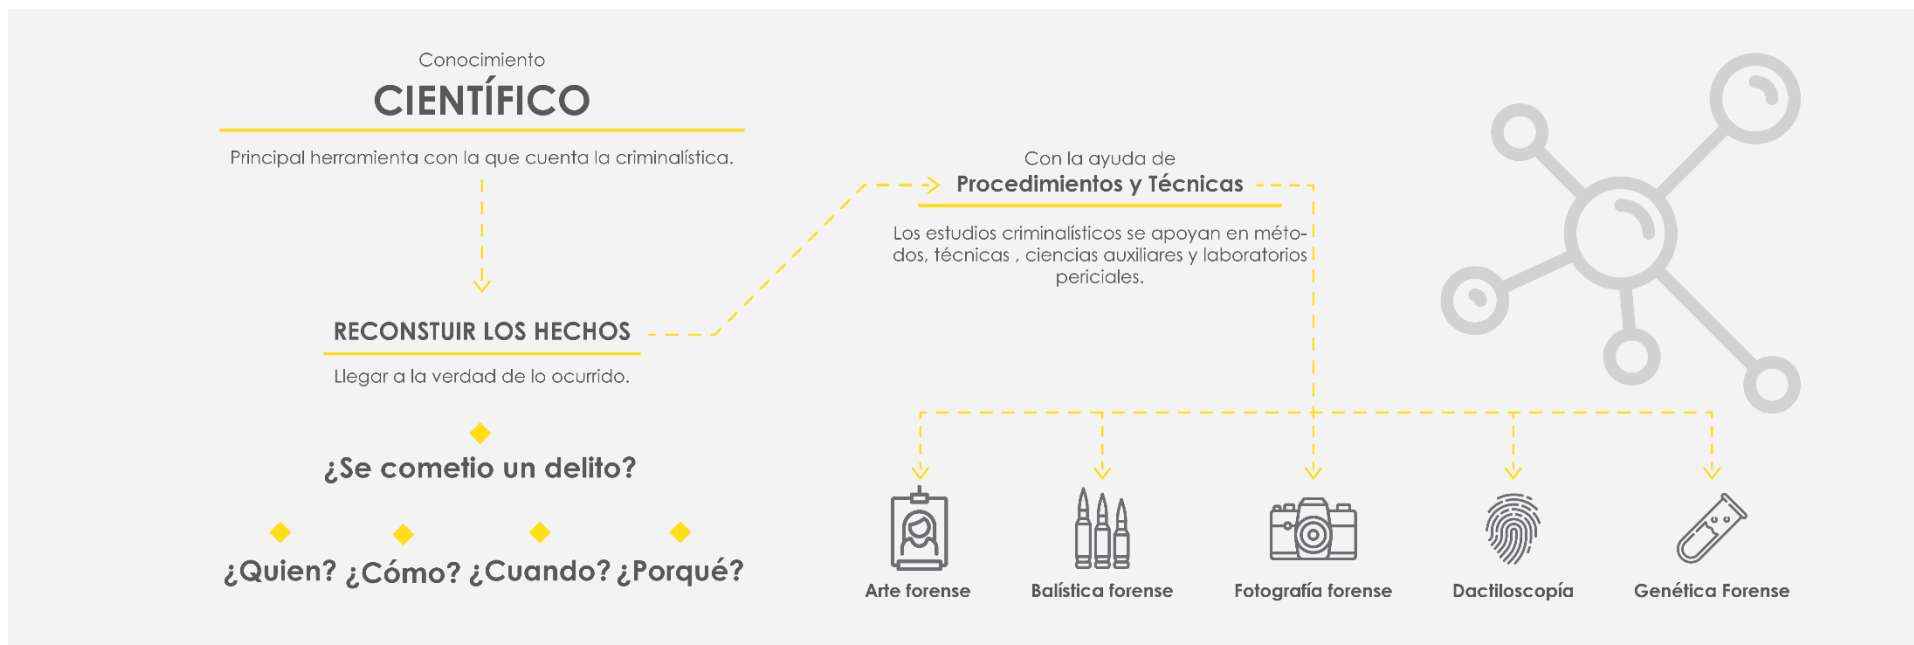 Conocimiento
CIENTÍFICO
Principal herramienta con la que cuenta la criminalística.
RECONSTUIR LOS HECHOS
Llegar a la verdad de lo ocurrido.
¿Se cometio un delito?
¿Quien? ¿Cómo? ¿Cuando? ¿Porqué?
Con la ayuda de
Procedimientos y Técnicas
Los estudios criminalísticos se apoyan en méto-
dos, técnicas , ciencias auxiliares y laboratorios
periciales.
Arte forense
Balística forense
Fotografía forense
Dactiloscopía
Genética Forense